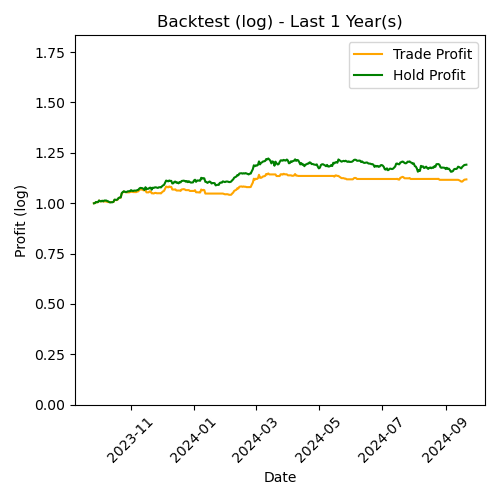 Backtest (log) - Last 1 Year(s)
Trade Profit
Hold Profit
Profit (log)
1.75
1.50
1.25
1.00
0.75
0.50
0.25
0.00
2023-11
2024-01
2024-03
2024-05
2024-07
2024-09
Date